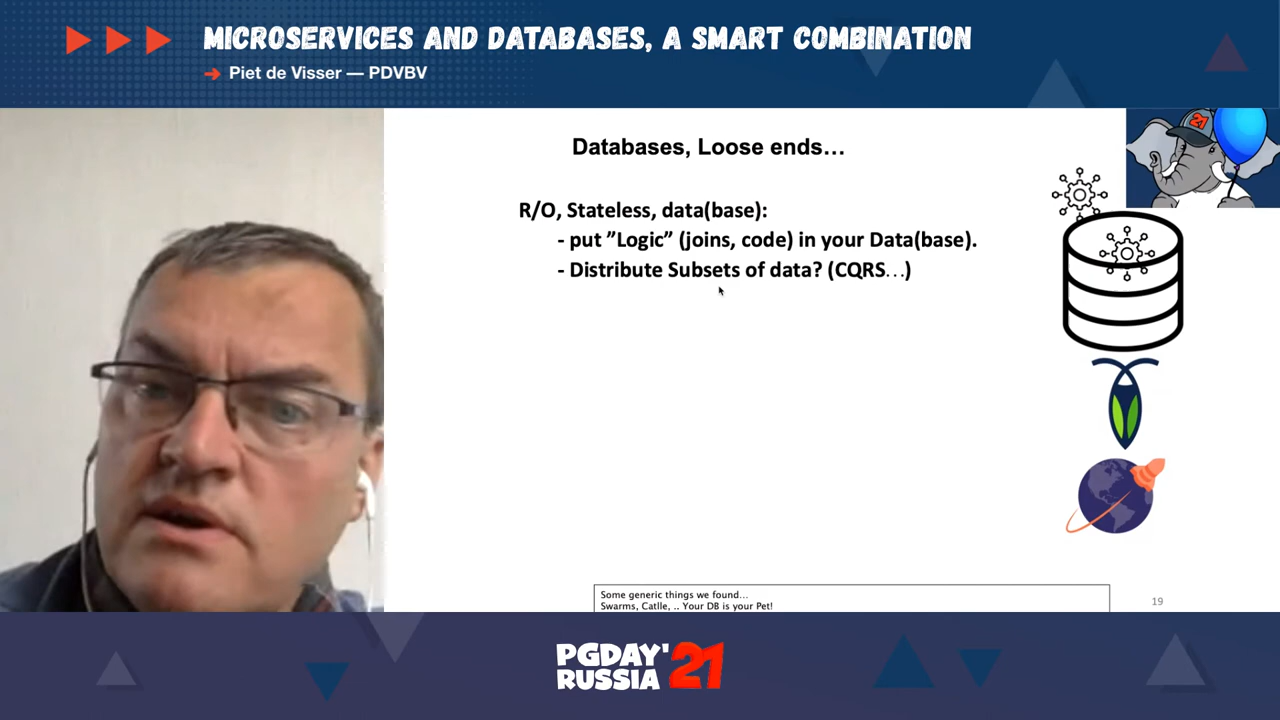 MICROSERVICES AND DATABASES, A SMART COMBINATION
Piet de Visser — PDVBV
21
Databases, Loose ends…
R/O, Stateless, data(base):
- put ”Logic” (joins, code) in your Data(base).
- Distribute Subsets of data? (CQRS…)
Some generic things we found…
Swarms, Catlle, .. Your DB is your Pet!
19
PGDAY'21
RUSSIA